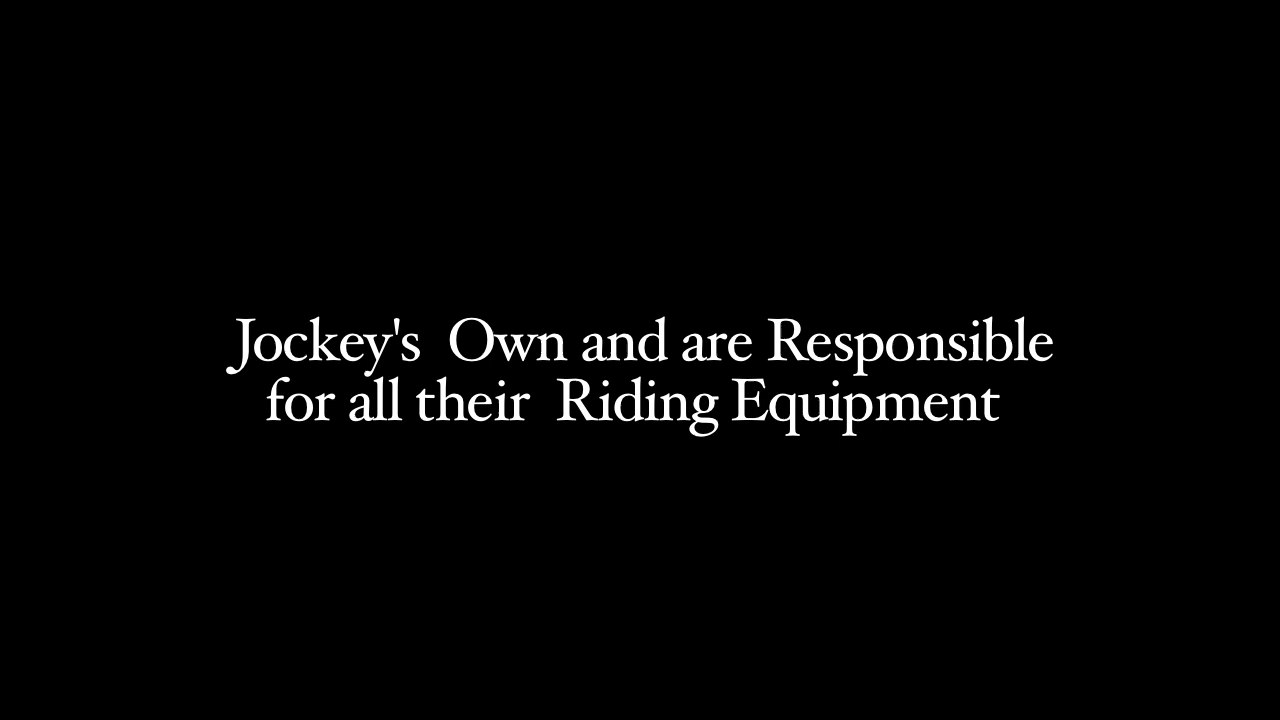 Jockey's  Own and are Responsible
for all their  Riding Equipment